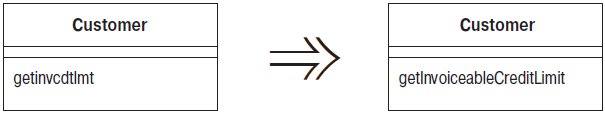 Customer
getinvcdtlmt
Customer
getInvoiceableCreditLimit